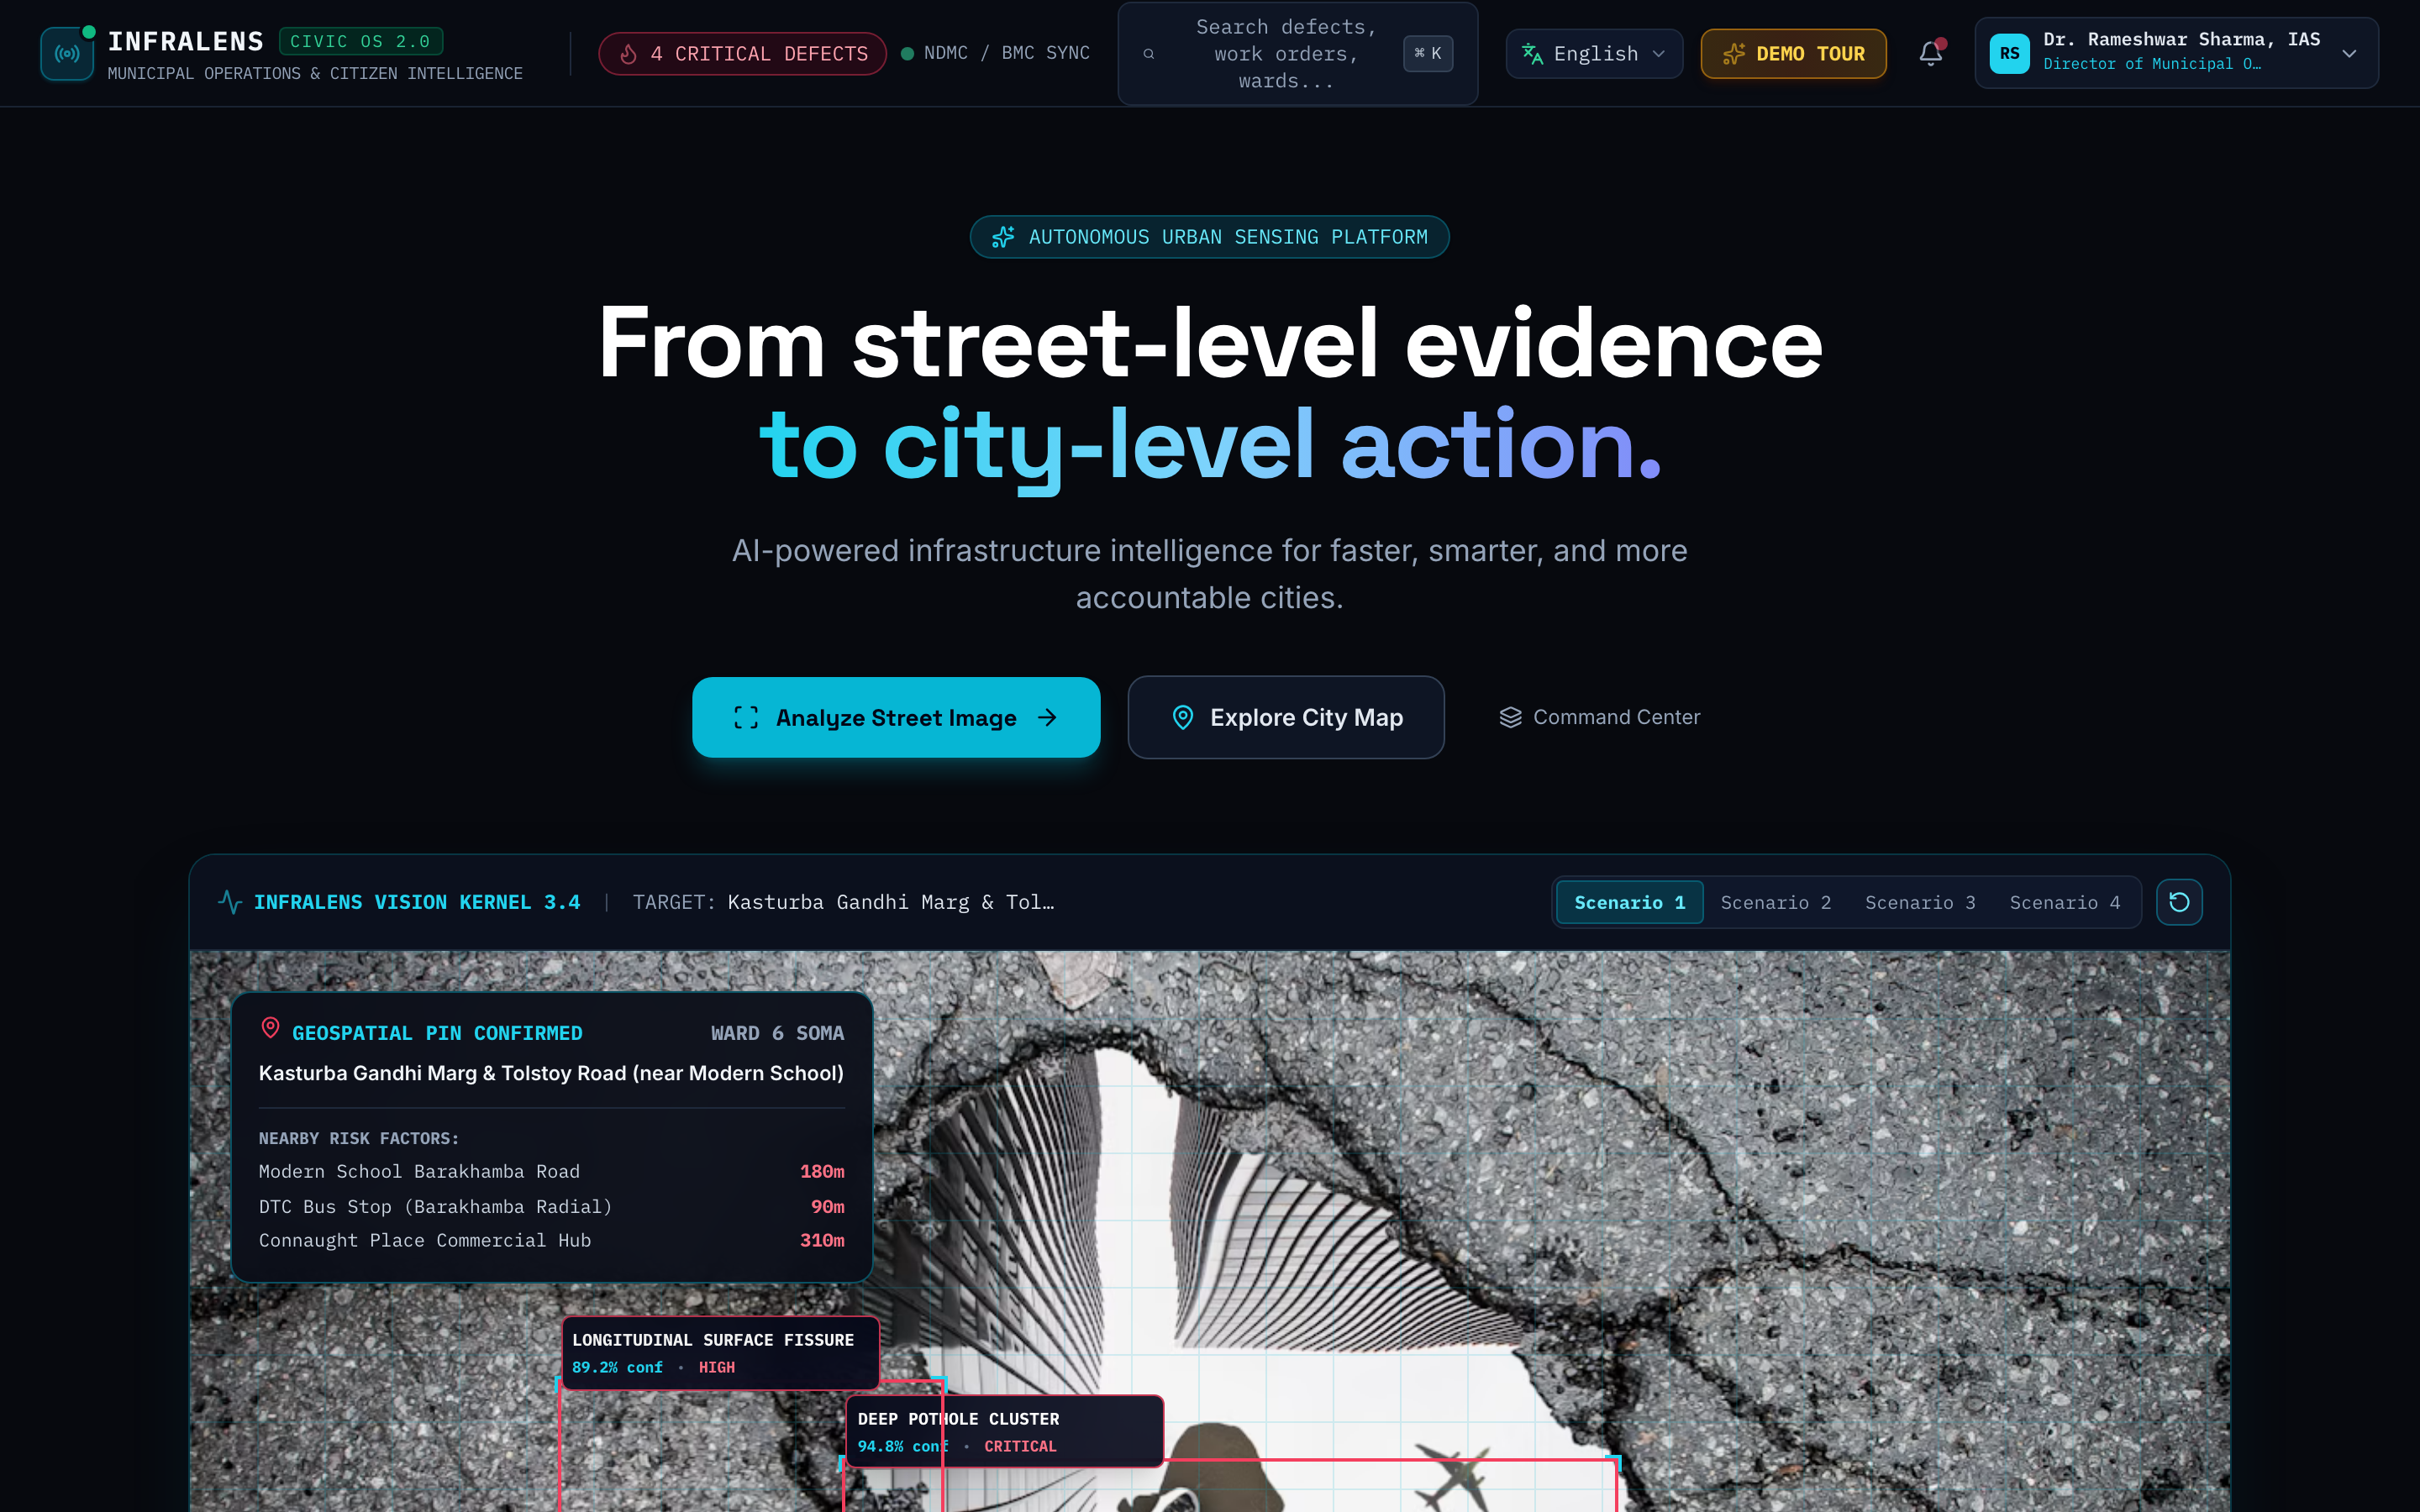 INFRALENS CIVIC OS 2.0
MUNICIPAL OPERATIONS & CITIZEN INTELLIGENCE
4 CRITICAL DEFECTS
NDMC / BMC SYNC
Search defects,
work orders,
wards...
⌘ K
English
DEMO TOUR
RS
Dr. Rameshwar Sharma, IAS
Director of Municipal O…
AUTONOMOUS URBAN SENSING PLATFORM
From street-level evidence
to city-level action.
AI-powered infrastructure intelligence for faster, smarter, and more
accountable cities.
Analyze Street Image
Explore City Map
Command Center
INFRALENS VISION KERNEL 3.4 | TARGET: Kasturba Gandhi Marg & Tol…
Scenario 1
Scenario 2
Scenario 3
Scenario 4
GEOSPATIAL PIN CONFIRMED WARD 6 SOMA
Kasturba Gandhi Marg & Tolstoy Road (near Modern School)
NEARBY RISK FACTORS:
Modern School Barakhamba Road 180m
DTC Bus Stop (Barakhamba Radial) 90m
Connaught Place Commercial Hub 310m
LONGITUDINAL SURFACE FISSURE
89.2% conf • HIGH
DEEP POTHOLE CLUSTER
94.8% conf • CRITICAL